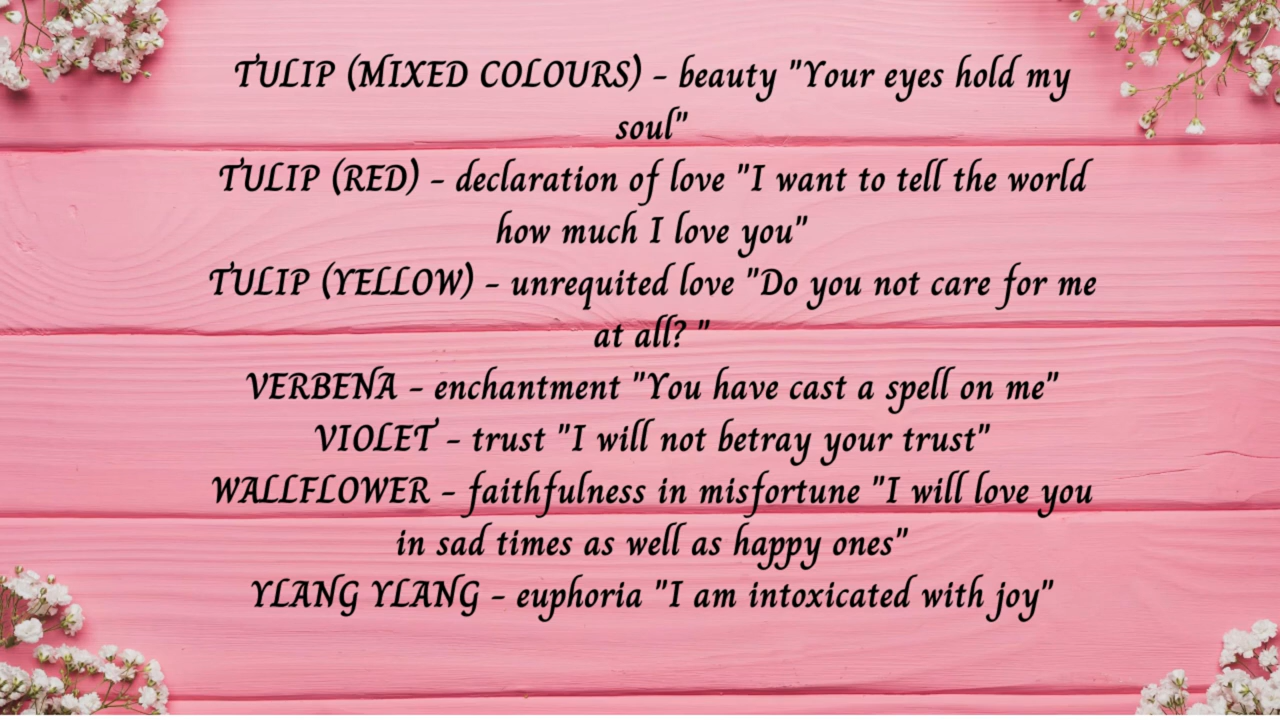 TULIP (MIXED COLOURS) - beauty "Your eyes hold my
soul"
TULIP (RED) - declaration of love "I want to tell the world
how much I love you"
TULIP (YELLOW) - unrequited love "Do you not care for me
at all? "
VERBENA - enchantment "You have cast a spell on me"
VIOLET - trust "I will not betray your trust"
WALLFLOWER - faithfulness in misfortune "I will love you
in sad times as well as happy ones"
YLANG YLANG - euphoria "I am intoxicated with joy"